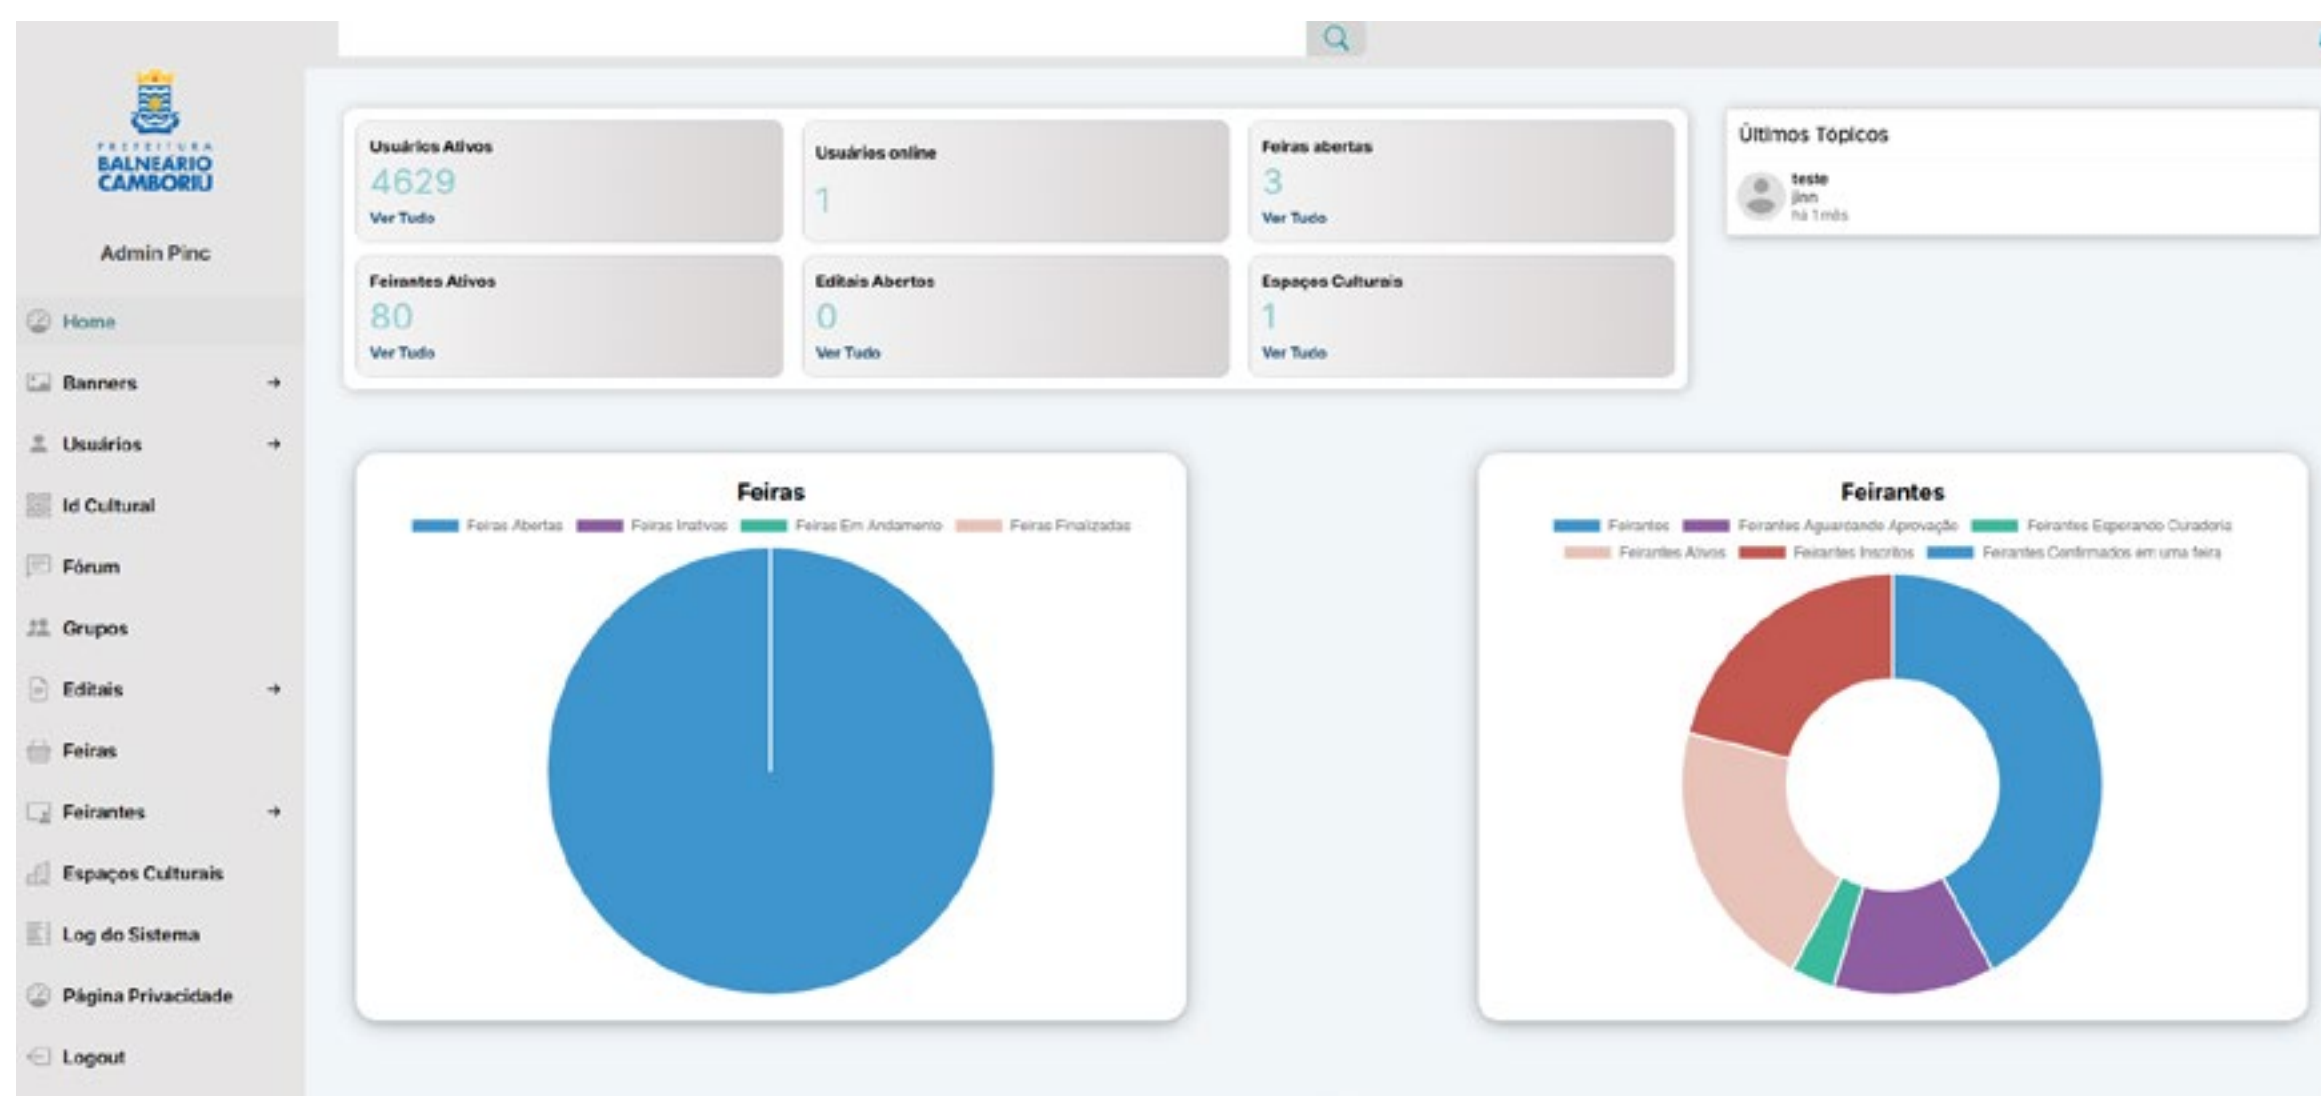 PREFEITURA
BALNEÁRIO
CAMBORIÚ
Admin Pinc
Home
Banners
Usuários
Id Cultural
Fórum
Grupos
Editais
Feiras
Feirantes
Espaços Culturais
Log do Sistema
Página Privacidade
Logout
Usuários Ativos
4629
Ver Tudo
Usuários online
1
Feiras abertas
3
Ver Tudo
Feirantes Ativos
80
Ver Tudo
Editais Abertos
0
Ver Tudo
Espaços Culturais
1
Ver Tudo
Últimos Tópicos
teste
jinn
há 1 mês
Feiras
Feiras Abertas Feiras Inativas Feiras Em Andamento Feiras Finalizadas
Feirantes
Feirantes Feirantes Aguardando Aprovação Feirantes Esperando Curadoria
Feirantes Ativos Feirantes Inscritos Feirantes Confirmados em uma feira